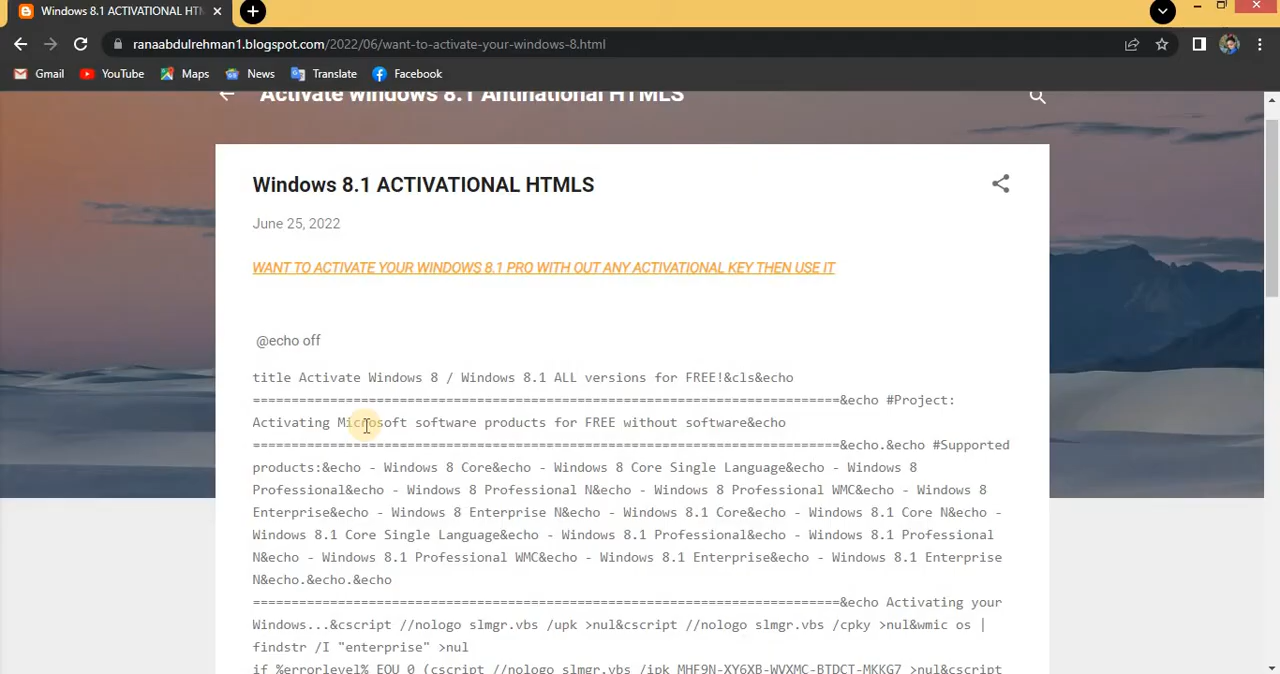 Windows 8.1 ACTIVATIONAL HTM
ranaabdulrehman1.blogspot.com/2022/06/want-to-activate-your-windows-8.html
Gmail YouTube Maps News Translate Facebook
Activate windows 8.1 Antinational HTMLS
Windows 8.1 ACTIVATIONAL HTMLS
June 25, 2022
WANT TO ACTIVATE YOUR WINDOWS 8.1 PRO WITH OUT ANY ACTIVATIONAL KEY THEN USE IT
@echo off
title Activate Windows 8 / Windows 8.1 ALL versions for FREE!&cls&echo
============================================================================&echo #Project:
Activating Microsoft software products for FREE without software&echo
============================================================================&echo.&echo #Supported
products:&echo - Windows 8 Core&echo - Windows 8 Core Single Language&echo - Windows 8
Professional&echo - Windows 8 Professional N&echo - Windows 8 Professional WMC&echo - Windows 8
Enterprise&echo - Windows 8 Enterprise N&echo - Windows 8.1 Core&echo - Windows 8.1 Core N&echo -
Windows 8.1 Core Single Language&echo - Windows 8.1 Professional&echo - Windows 8.1 Professional
N&echo - Windows 8.1 Professional WMC&echo - Windows 8.1 Enterprise&echo - Windows 8.1 Enterprise
N&echo.&echo.&echo
============================================================================&echo Activating your
Windows...&cscript //nologo slmgr.vbs /upk >nul&cscript //nologo slmgr.vbs /cpky >nul&wmic os |
findstr /I "enterprise" >nul
if %errorlevel% EQU 0 (cscript //nologo slmgr.vbs /ipk MHF9N-XY6XB-WVXMC-BTDCT-MKKG7 >nul&cscript